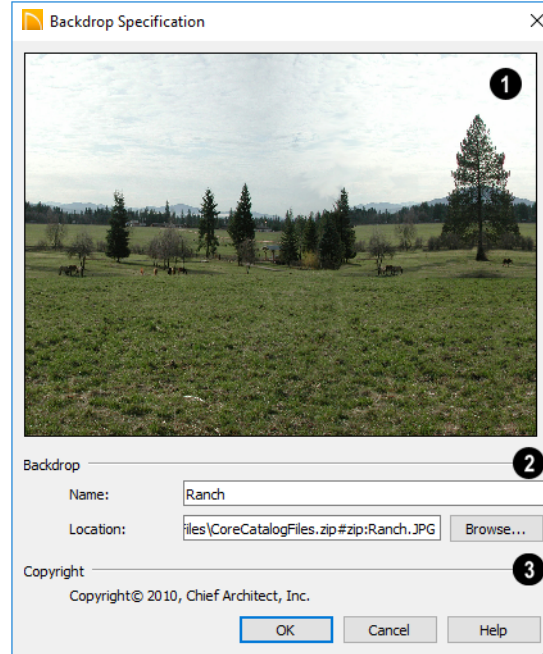 Backdrop Specification
1
Backdrop
2
Name:
Ranch
Location:
iles\CoreCatalogFiles.zip#zip:Ranch.JPG
Browse...
Copyright
3
Copyright© 2010, Chief Architect, Inc.
OK
Cancel
Help